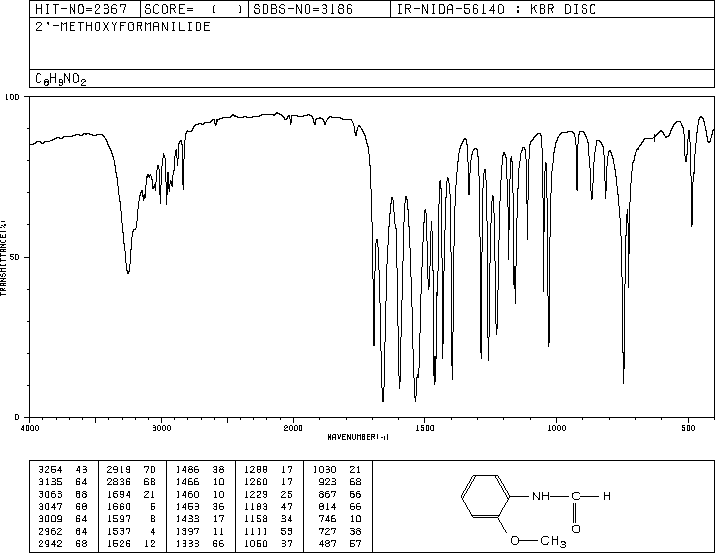 HIT-NO=2367 SCORE= ( ) SDBS-NO=3186 IR-NIDA-56140 : KBR DISC
2'-METHOXYFORMANILIDE
C8H9NO2
100
50
0
TRANSMITTANCE(%)
4000 3000 2000 1500 1000 500
WAVENUMBER(-1)
3254 43 2919 70 1486 38 1288 17 1030 21
3135 64 2836 68 1466 10 1260 17 923 68
3063 68 1694 21 1460 10 1229 25 867 66
3047 68 1660 5 1453 36 1183 47 814 66
3009 64 1597 8 1433 17 1158 34 746 10
2962 64 1537 4 1397 11 1111 53 727 38
2942 68 1526 12 1333 66 1050 37 487 57
NH C H
O
O CH3